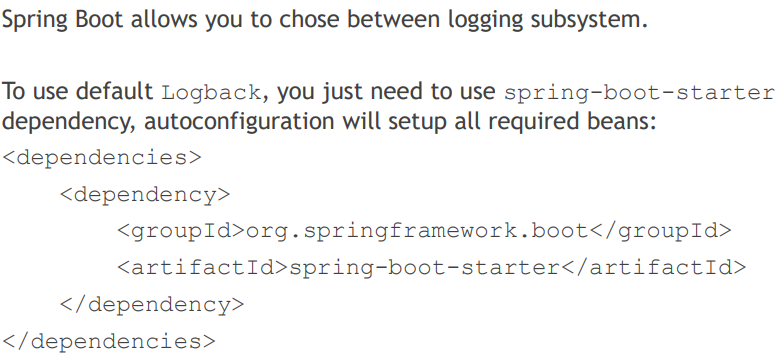 Spring Boot allows you to chose between logging subsystem.
To use default Logback, you just need to use spring-boot-starter
dependency, autoconfiguration will setup all required beans:
<dependencies>
    <dependency>
        <groupId>org.springframework.boot</groupId>
        <artifactId>spring-boot-starter</artifactId>
    </dependency>
</dependencies>